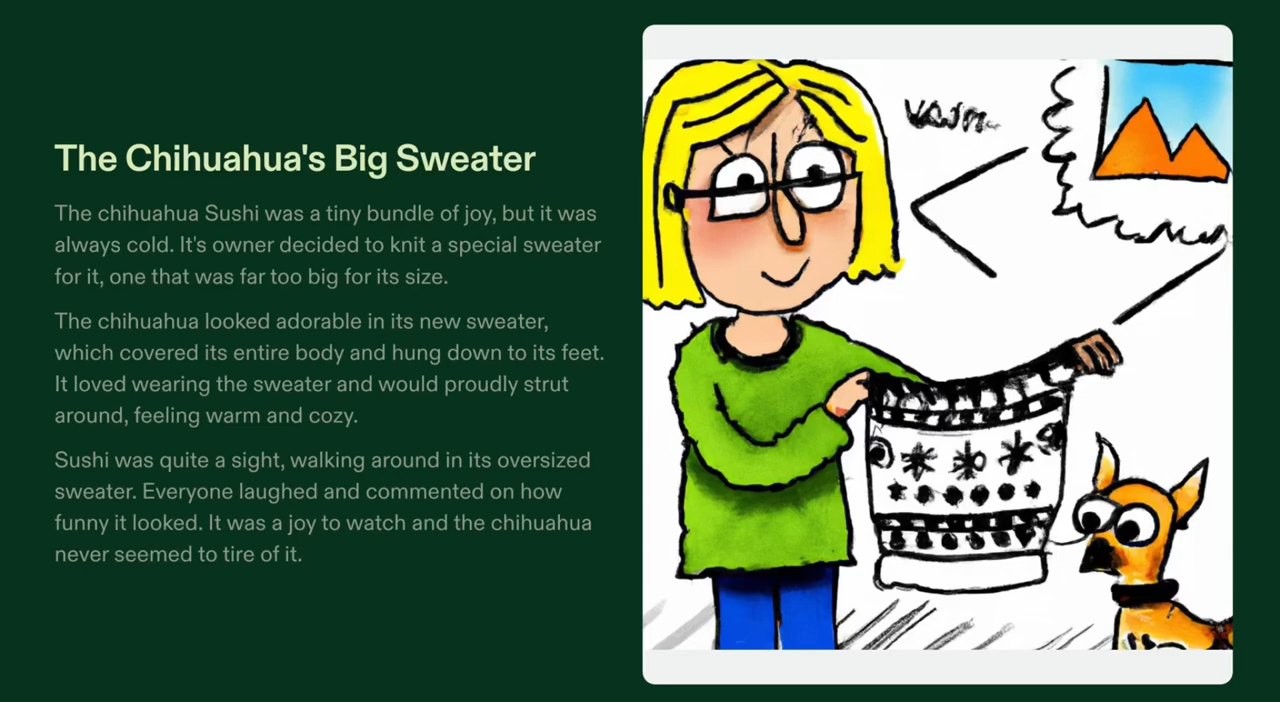 The Chihuahua's Big Sweater
The chihuahua Sushi was a tiny bundle of joy, but it was
always cold. It's owner decided to knit a special sweater
for it, one that was far too big for its size.
The chihuahua looked adorable in its new sweater,
which covered its entire body and hung down to its feet.
It loved wearing the sweater and would proudly strut
around, feeling warm and cozy.
Sushi was quite a sight, walking around in its oversized
sweater. Everyone laughed and commented on how
funny it looked. It was a joy to watch and the chihuahua
never seemed to tire of it.